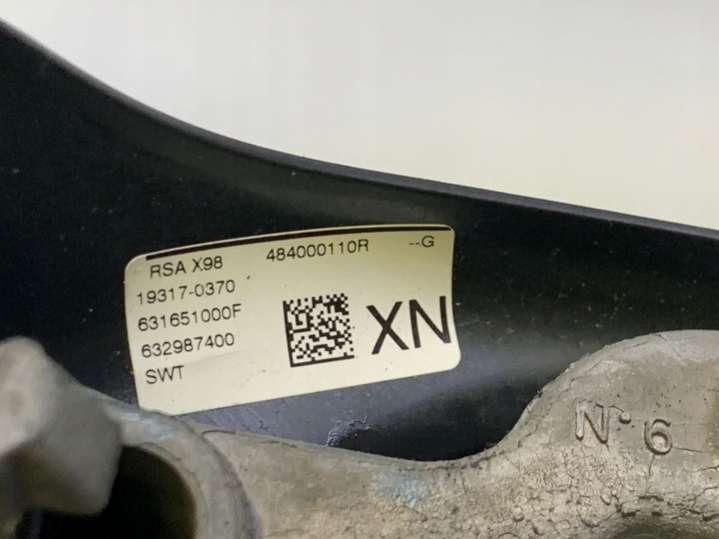 RSA X98 484000110R --G
19317-0370
631651000F
632987400
SWT
XN
N°6